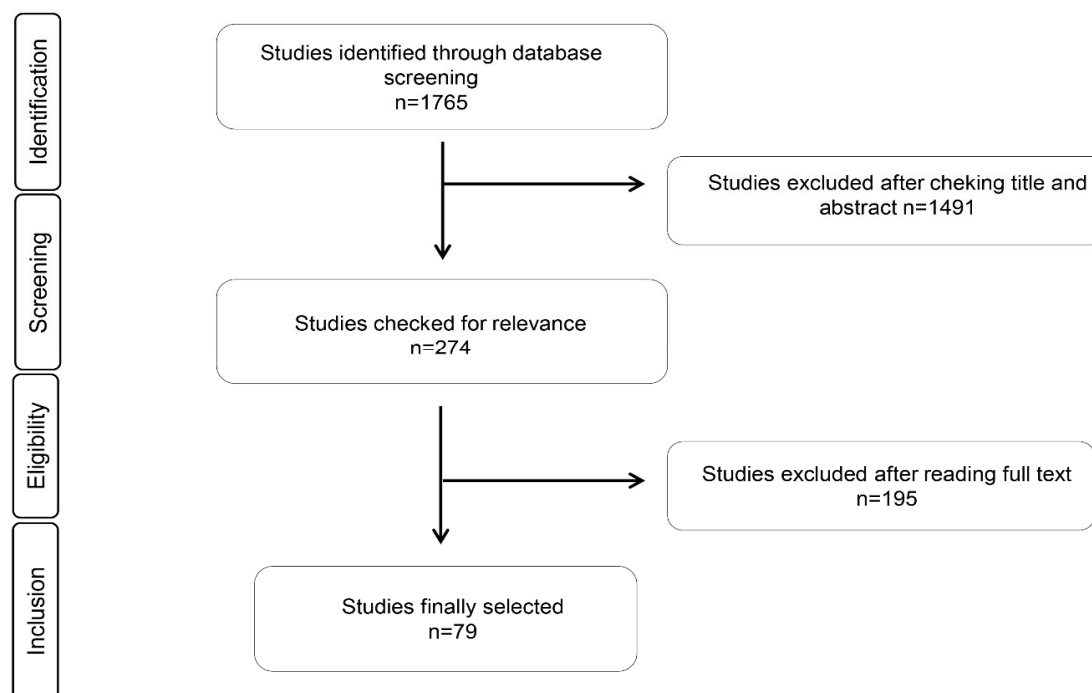 Identification
Studies identified through database
screening
n=1765
Studies excluded after cheking title and
abstract n=1491
Screening
Studies checked for relevance
n=274
Eligibility
Studies excluded after reading full text
n=195
Inclusion
Studies finally selected
n=79